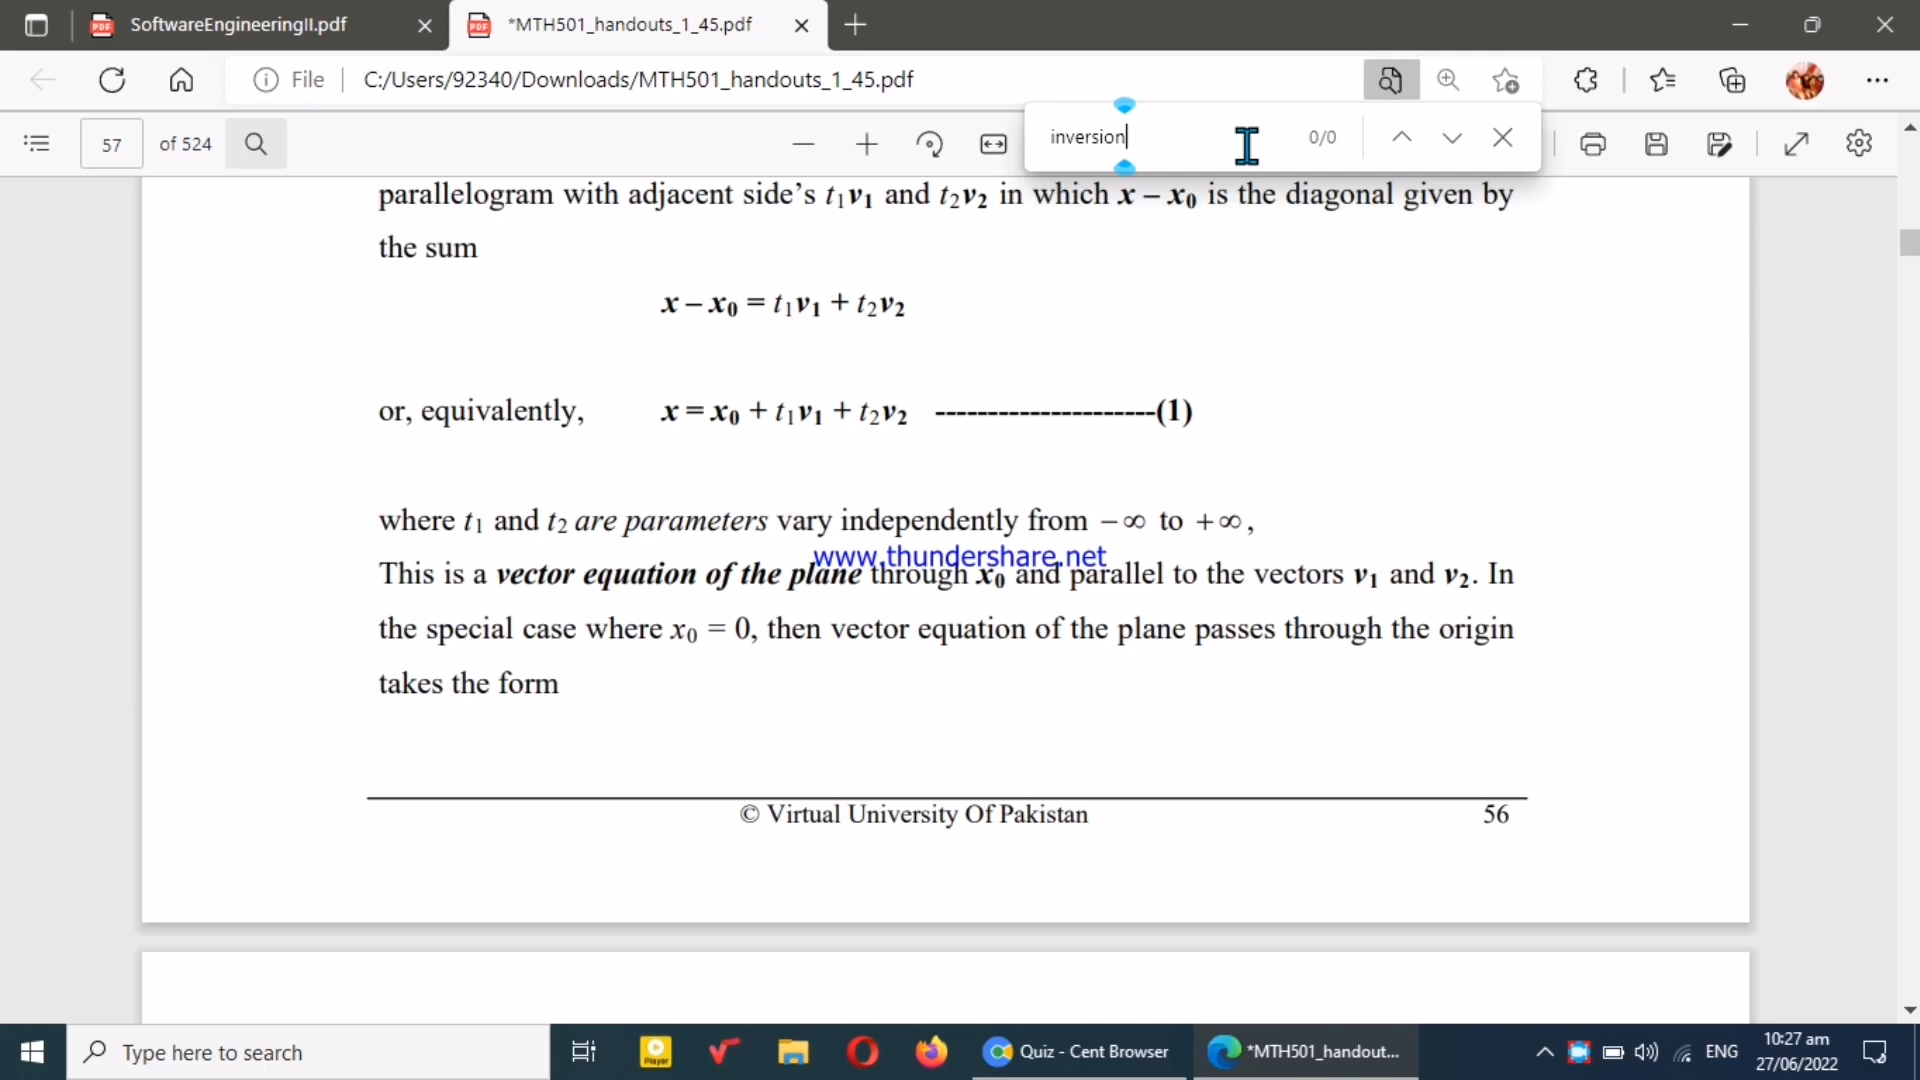 SoftwareEngineeringII.pdf
*MTH501_handouts_1_45.pdf
File
C:/Users/92340/Downloads/MTH501_handouts_1_45.pdf
57
of 524
inversion
0/0
parallelogram with adjacent side's t₁v₁ and t₂v₂ in which x – x₀ is the diagonal given by
the sum
x – x₀ = t₁v₁ + t₂v₂
or, equivalently, x = x₀ + t₁v₁ + t₂v₂ ----------------------(1)
where t₁ and t₂ are parameters vary independently from −∞ to +∞,
www.thundershare.net
This is a vector equation of the plane through x₀ and parallel to the vectors v₁ and v₂. In
the special case where x₀ = 0, then vector equation of the plane passes through the origin
takes the form
© Virtual University Of Pakistan
56
Type here to search
Player
Quiz - Cent Browser
*MTH501_handout...
ENG
10:27 am
27/06/2022